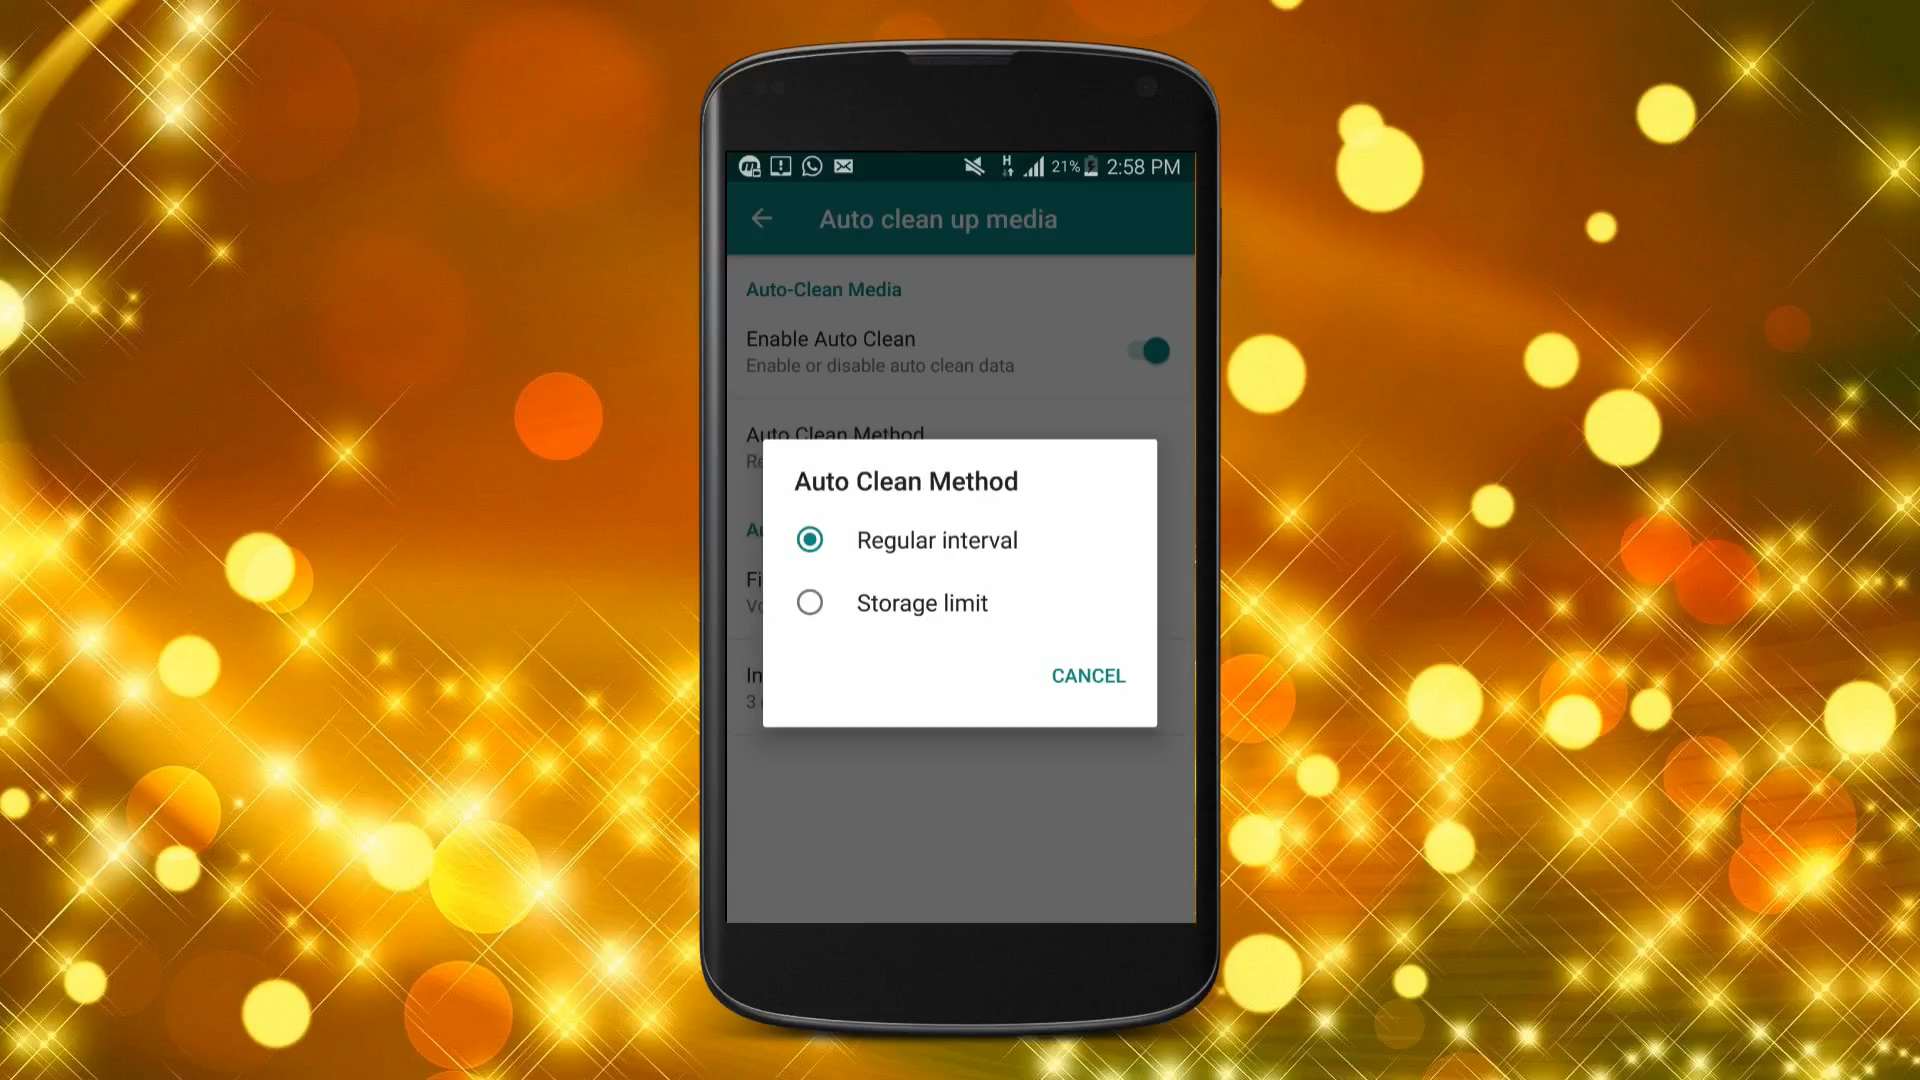 H 21% 2:58 PM
Auto clean up media
Auto-Clean Media
Enable Auto Clean
Enable or disable auto clean data
Auto Clean Method
Auto Clean Method
Regular interval
Storage limit
CANCEL
3